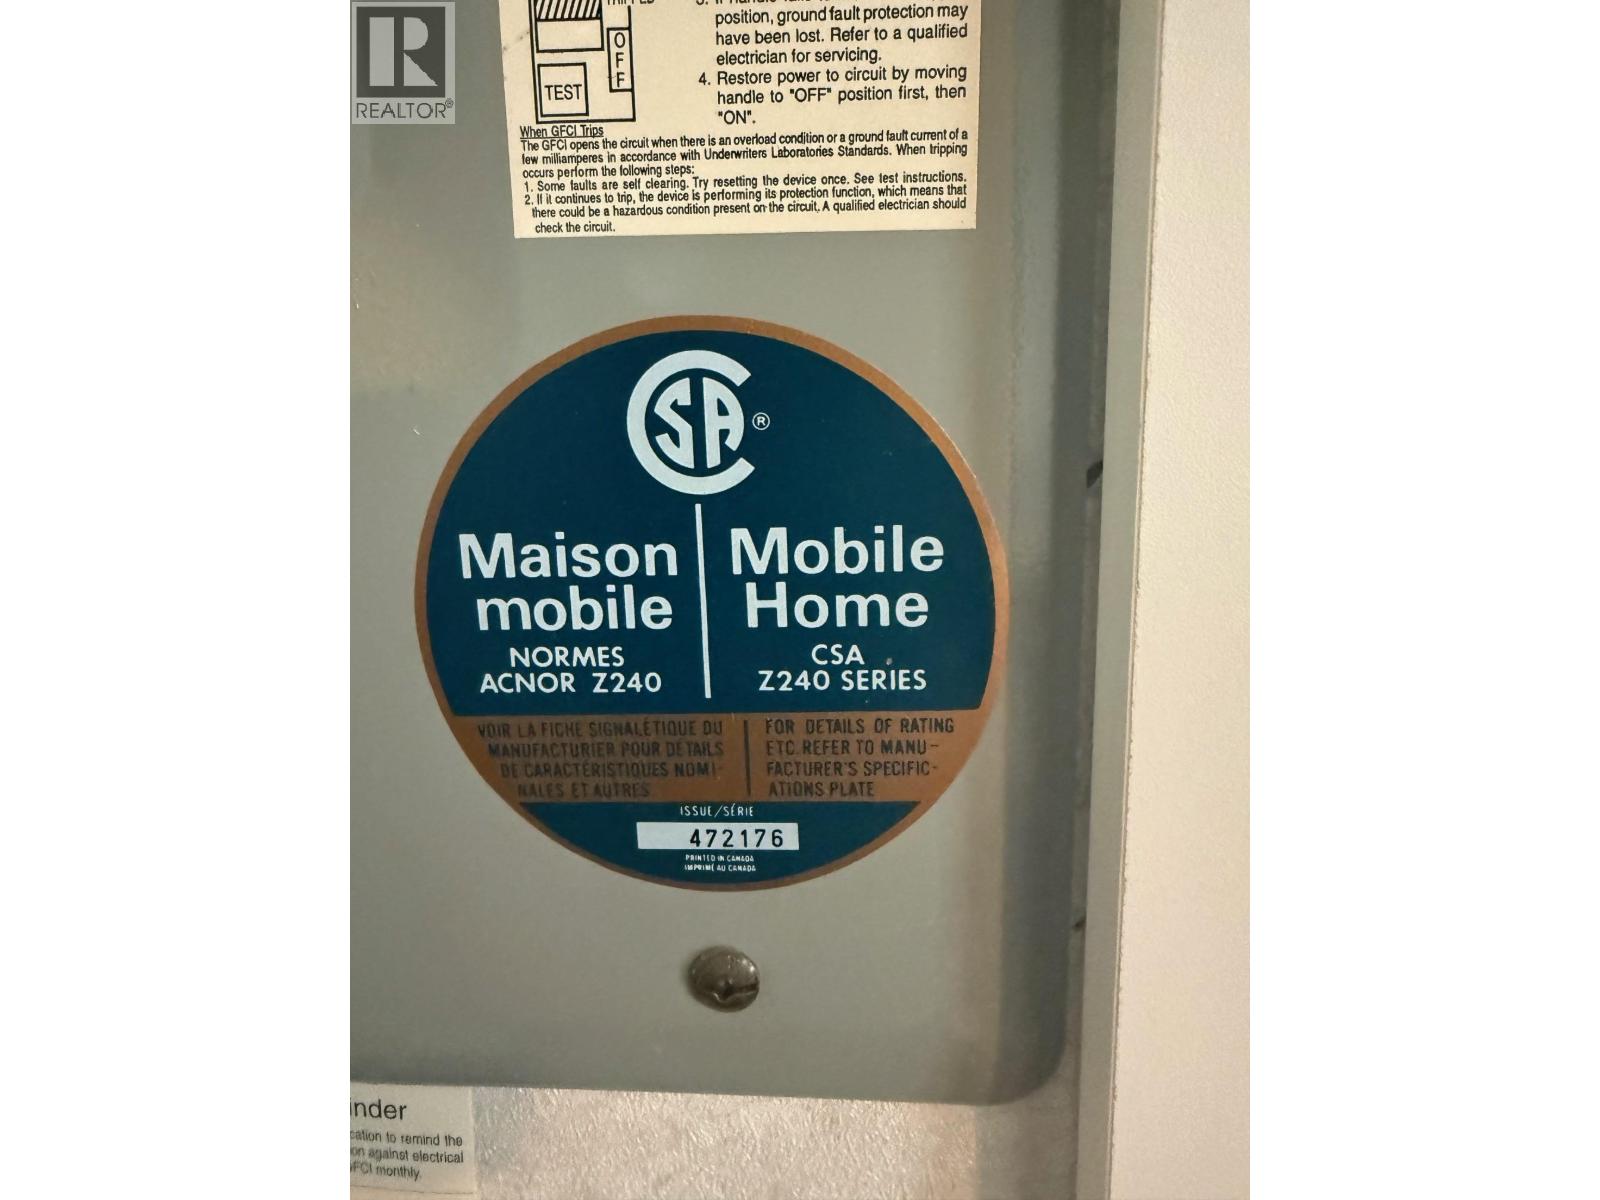 REALTOR®
OFF
TEST
position, ground fault protection may
have been lost. Refer to a qualified
electrician for servicing.
4. Restore power to circuit by moving
handle to "OFF" position first, then
"ON".
When GFCI Trips
The GFCI opens the circuit when there is an overload condition or a ground fault current of a
few milliamperes in accordance with Underwriters Laboratories Standards. When tripping
occurs perform the following steps:
1. Some faults are self clearing. Try resetting the device once. See test instructions.
2. If it continues to trip, the device is performing its protection function, which means that
there could be a hazardous condition present on the circuit. A qualified electrician should
check the circuit.
CSA ®
Maison
mobile
NORMES
ACNOR Z240
Mobile
Home
CSA
Z240 SERIES
VOIR LA FICHE SIGNALÉTIQUE DU
MANUFACTURIER POUR DETAILS
DE CARACTÉRISTIQUES NOMI-
NALES ET AUTRES
FOR DETAILS OF RATING
ETC. REFER TO MANU-
FACTURER'S SPECIFIC-
ATIONS PLATE
ISSUE/SÉRIE
472176
PRINTED IN CANADA
IMPRIMÉ AU CANADA
inder
cation to remind the
on against electrical
GFCI monthly.